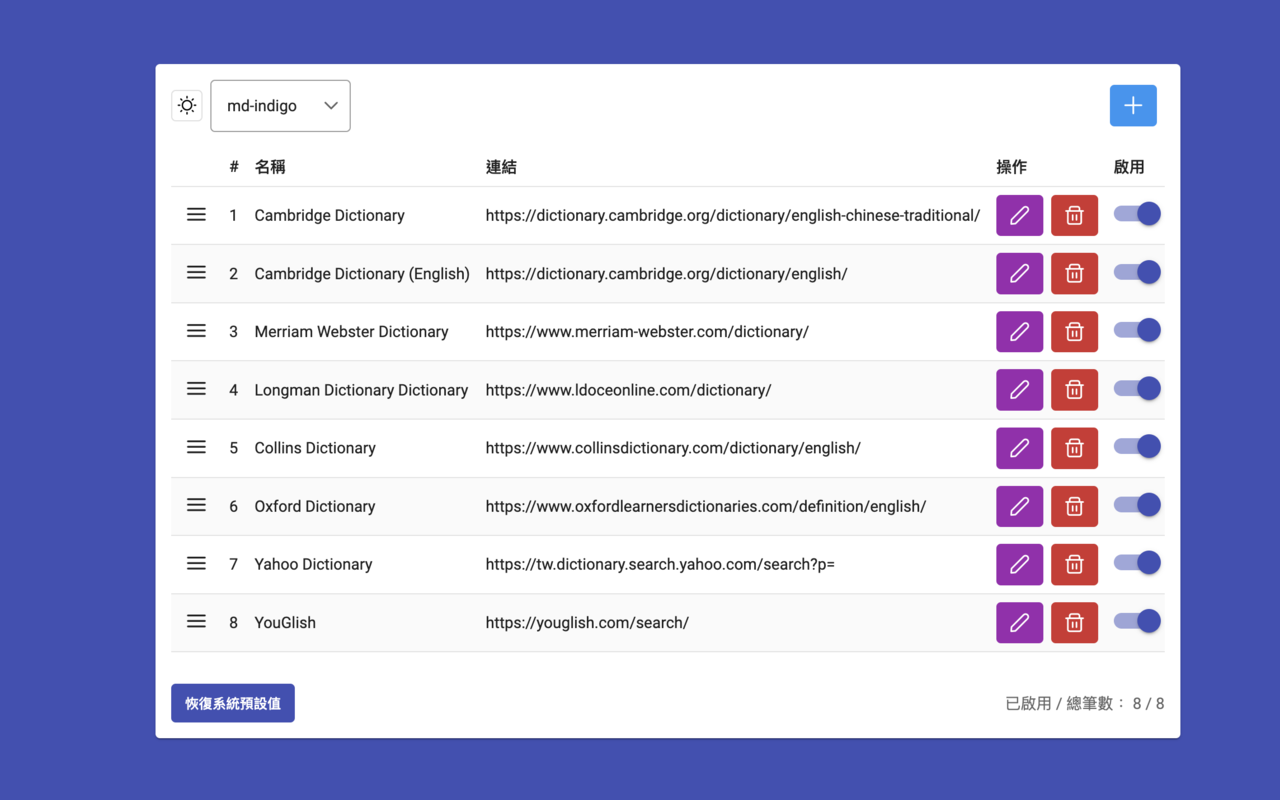 md-indigo
# 名稱 連結 操作 啟用
1 Cambridge Dictionary https://dictionary.cambridge.org/dictionary/english-chinese-traditional/
2 Cambridge Dictionary (English) https://dictionary.cambridge.org/dictionary/english/
3 Merriam Webster Dictionary https://www.merriam-webster.com/dictionary/
4 Longman Dictionary Dictionary https://www.ldoceonline.com/dictionary/
5 Collins Dictionary https://www.collinsdictionary.com/dictionary/english/
6 Oxford Dictionary https://www.oxfordlearnersdictionaries.com/definition/english/
7 Yahoo Dictionary https://tw.dictionary.search.yahoo.com/search?p=
8 YouGlish https://youglish.com/search/
恢復系統預設值 已啟用 / 總筆數： 8 / 8